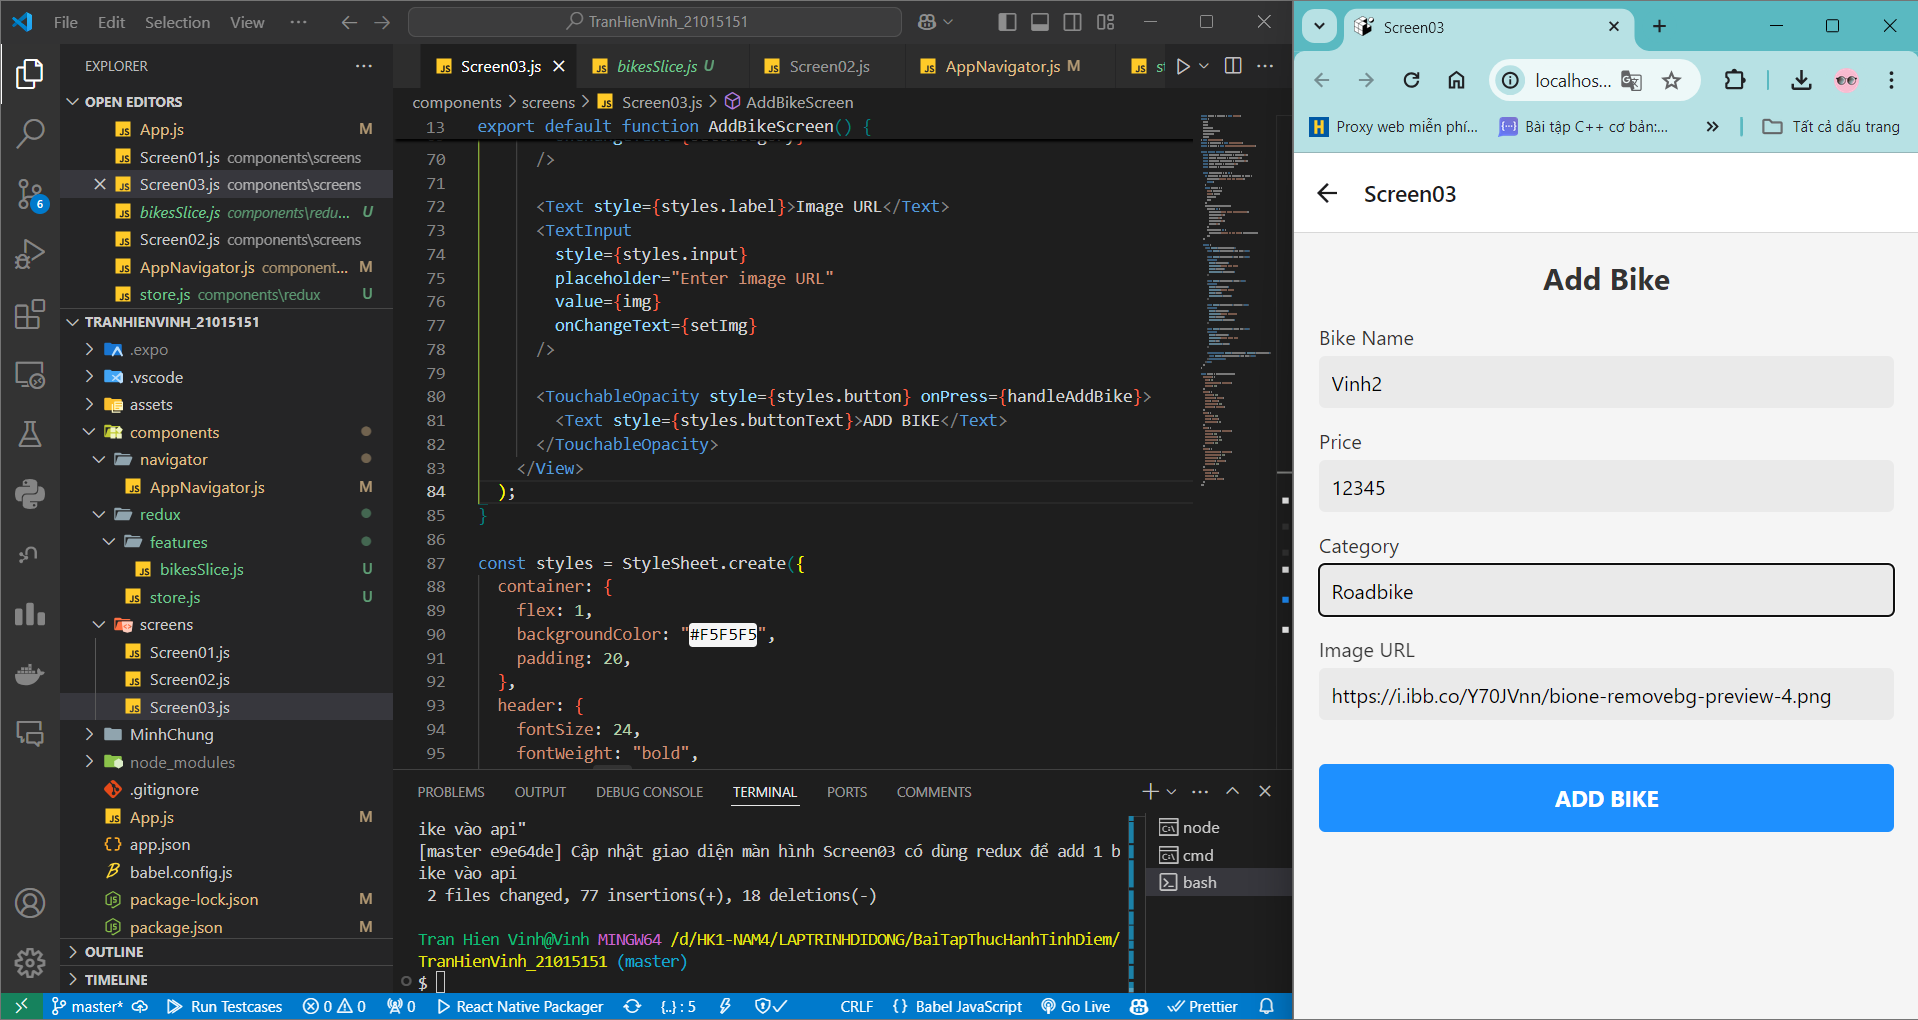 File Edit Selection View ··· TranHienVinh_21015151
EXPLORER ···
OPEN EDITORS
App.js M
Screen01.js components\screens
Screen03.js components\screens
bikesSlice.js components\redu... U
Screen02.js components\screens
AppNavigator.js component... M
store.js components\redux U
TRANHIENVINH_21015151
.expo
.vscode
assets
components
navigator
AppNavigator.js M
redux
features
bikesSlice.js U
store.js U
screens
Screen01.js
Screen02.js
Screen03.js
MinhChung
node_modules
.gitignore
App.js M
app.json
babel.config.js
package-lock.json M
package.json M
OUTLINE
TIMELINE
6
Screen03.js bikesSlice.js U Screen02.js AppNavigator.js M
components > screens > Screen03.js > AddBikeScreen
13 export default function AddBikeScreen() {
70 />
71
72 <Text style={styles.label}>Image URL</Text>
73 <TextInput
74 style={styles.input}
75 placeholder="Enter image URL"
76 value={img}
77 onChangeText={setImg}
78 />
79
80 <TouchableOpacity style={styles.button} onPress={handleAddBike}>
81 <Text style={styles.buttonText}>ADD BIKE</Text>
82 </TouchableOpacity>
83 </View>
84 );
85 }
86
87 const styles = StyleSheet.create({
88 container: {
89 flex: 1,
90 backgroundColor: "#F5F5F5",
91 padding: 20,
92 },
93 header: {
94 fontSize: 24,
95 fontWeight: "bold",
PROBLEMS OUTPUT DEBUG CONSOLE TERMINAL PORTS COMMENTS
ike vào api"
[master e9e64de] Cập nhật giao diện màn hình Screen03 có dùng redux để add 1 b
ike vào api
2 files changed, 77 insertions(+), 18 deletions(-)
Tran Hien Vinh@Vinh MINGW64 /d/HK1-NAM4/LAPTRINHDIDONG/BaiTapThucHanhTinhDiem/
TranHienVinh_21015151 (master)
$
node
cmd
bash
master* Run Testcases 0 0 0 React Native Packager {..} : 5 CRLF {} Babel JavaScript Go Live Prettier
Screen03
localhos...
Proxy web miễn phí... Bài tập C++ cơ bản:... » Tất cả dấu trang
Screen03
Add Bike
Bike Name
Vinh2
Price
12345
Category
Roadbike
Image URL
https://i.ibb.co/Y70JVnn/bione-removebg-preview-4.png
ADD BIKE